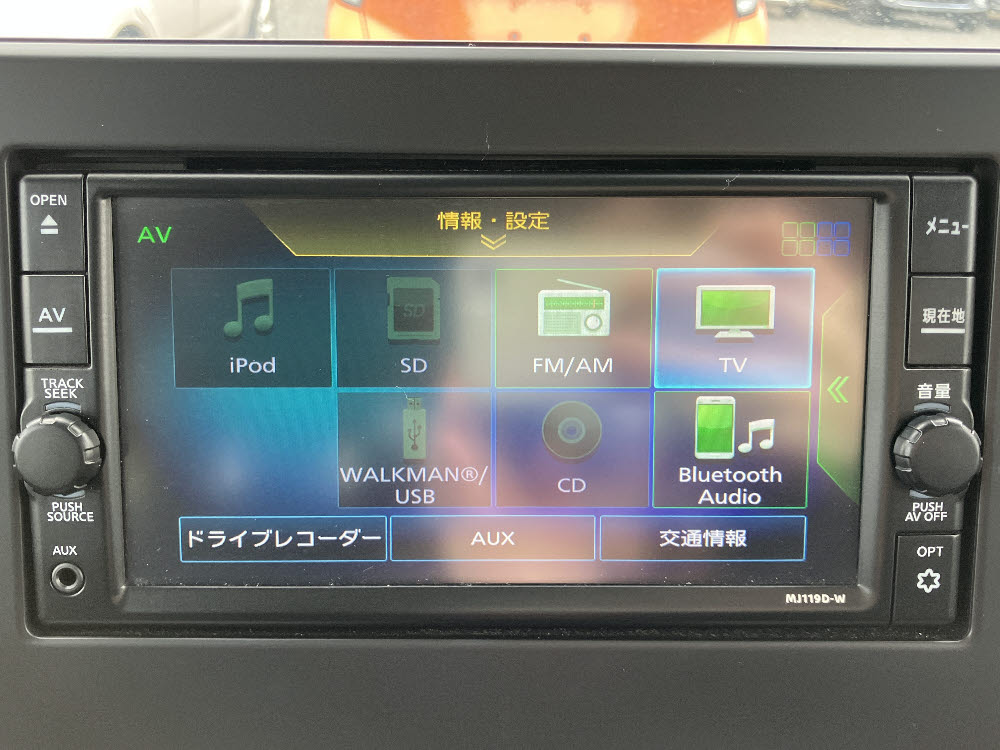 OPEN
AV
TRACK
SEEK
PUSH
SOURCE
AUX
AV
情報・設定
iPod
SD
SD
FM/AM
TV
WALKMAN®/
USB
CD
Bluetooth
Audio
ドライブレコーダー
AUX
交通情報
MJ119D-W
メニュー
現在地
音量
PUSH
AV OFF
OPT